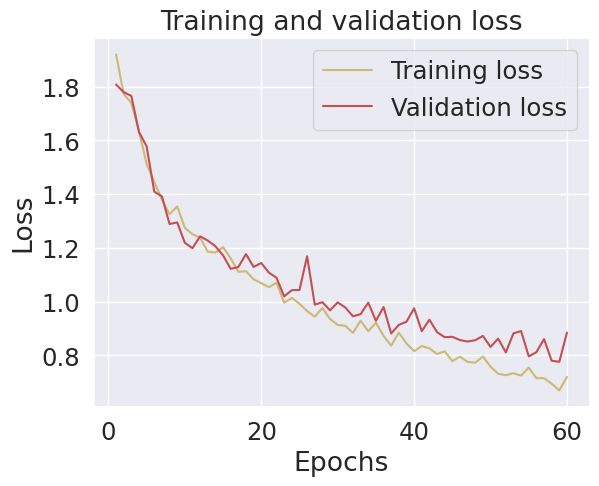 Training and validation loss
Training loss
Validation loss
Loss
1.8
1.6
1.4
1.2
1.0
0.8
0
20
40
60
Epochs